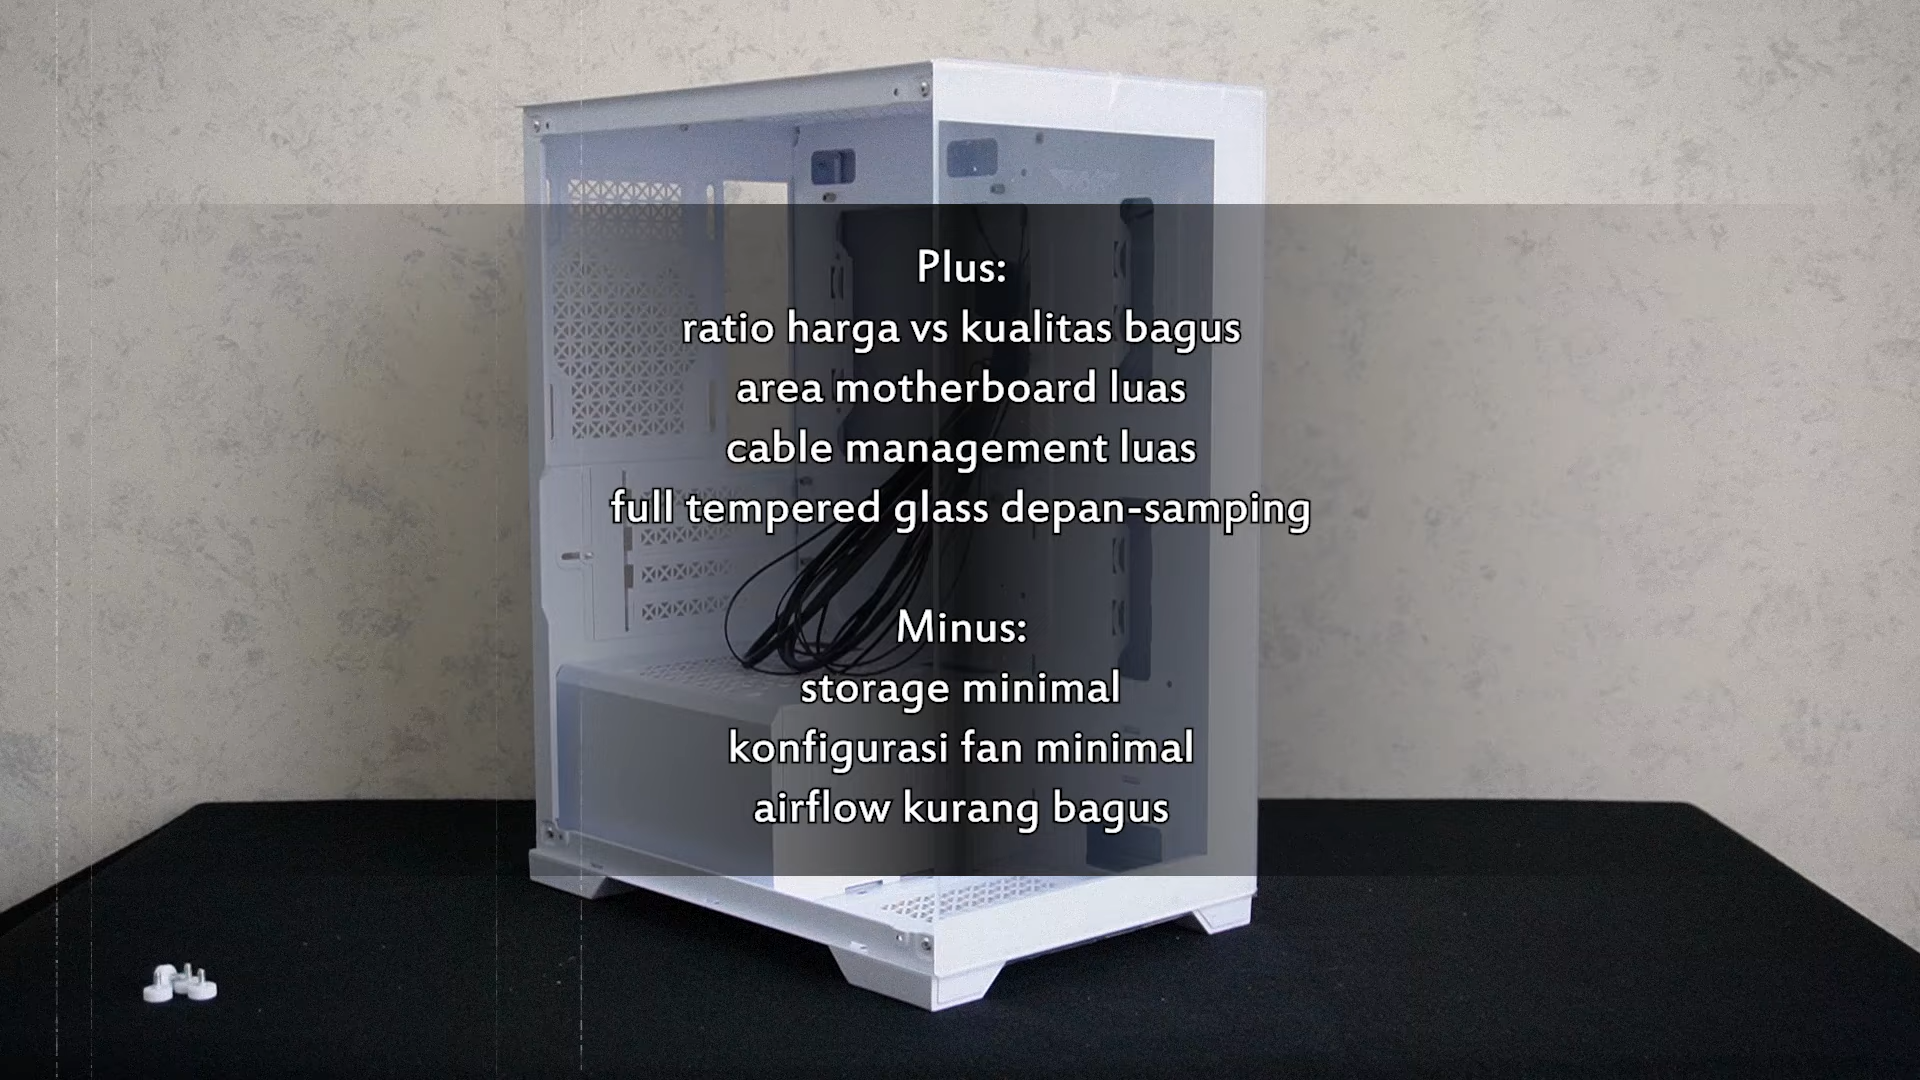 Plus:
ratio harga vs kualitas bagus
area motherboard luas
cable management luas
full tempered glass depan-samping
Minus:
storage minimal
konfigurasi fan minimal
airflow kurang bagus